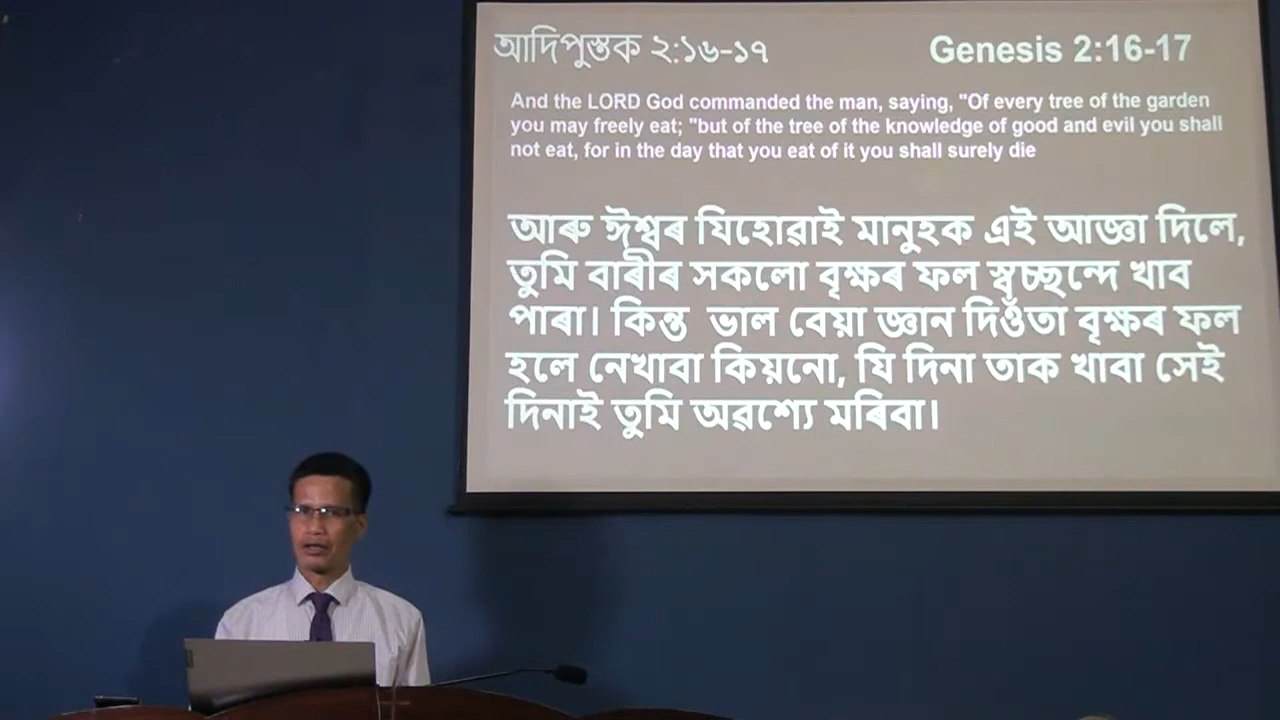 আদিপুস্তক ২:১৬-১৭
Genesis 2:16-17
And the LORD God commanded the man, saying, "Of every tree of the garden
you may freely eat; "but of the tree of the knowledge of good and evil you shall
not eat, for in the day that you eat of it you shall surely die
আৰু ঈশ্বৰ যিহোৱাই মানুহক এই আজ্ঞা দিলে,
তুমি বাৰীৰ সকলো বৃক্ষৰ ফল স্বচ্ছন্দে খাব
পাৰা। কিন্ত ভাল বেয়া জ্ঞান দিওঁতা বৃক্ষৰ ফল
হলে নেখাবা কিয়নো, যি দিনা তাক খাবা সেই
দিনাই তুমি অৱশ্যে মৰিবা।